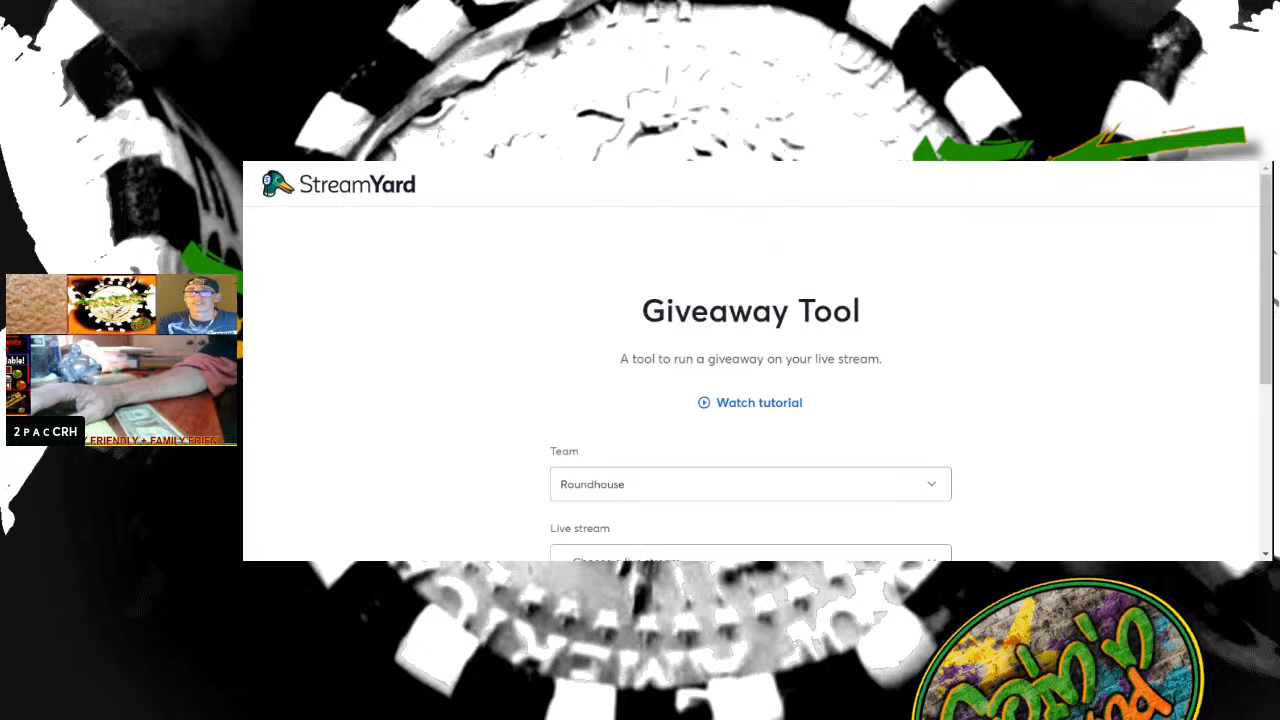 StreamYard
Giveaway Tool
A tool to run a giveaway on your live stream.
Watch tutorial
Team
Roundhouse
Live stream
2 P A C CRH
Y FRIENDLY + FAMILY FRIEN